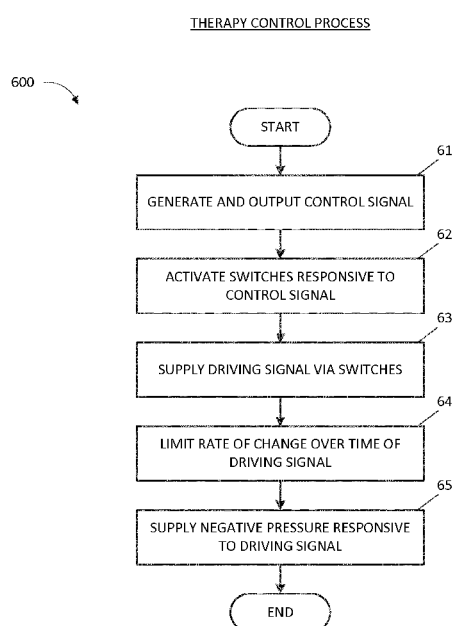 THERAPY CONTROL PROCESS
600
START
61
GENERATE AND OUTPUT CONTROL SIGNAL
62
ACTIVATE SWITCHES RESPONSIVE TO
CONTROL SIGNAL
63
SUPPLY DRIVING SIGNAL VIA SWITCHES
64
LIMIT RATE OF CHANGE OVER TIME OF
DRIVING SIGNAL
65
SUPPLY NEGATIVE PRESSURE RESPONSIVE
TO DRIVING SIGNAL
END